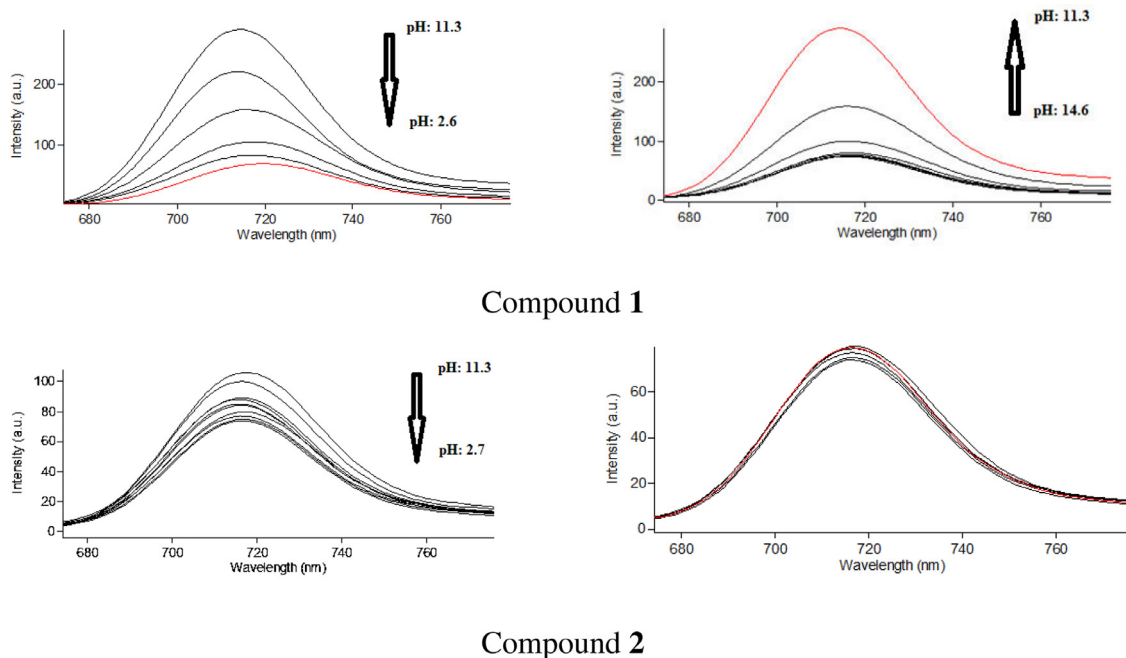 pH: 11.3
pH: 2.6
Intensity (a.u.)
200
100
680
700
720
740
760
Wavelength (nm)
pH: 11.3
pH: 14.6
Intensity (a.u.)
200
100
0
680
700
720
740
760
Wavelength (nm)
Compound 1
pH: 11.3
pH: 2.7
Intensity (a.u.)
100
80
60
40
20
0
680
700
720
740
760
Wavelength (nm)
Intensity (a.u.)
60
40
20
0
680
700
720
740
760
Wavelength (nm)
Compound 2